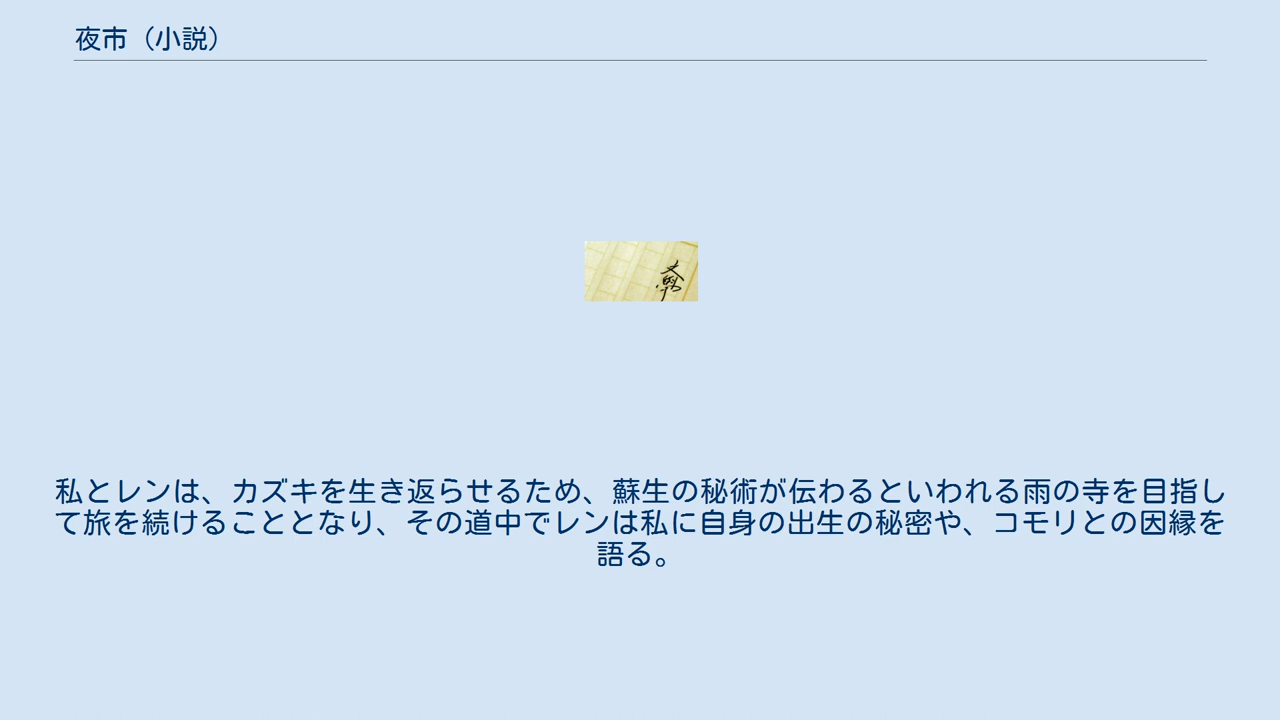 夜市（小説）
私とレンは、カズキを生き返らせるため、蘇生の秘術が伝わるといわれる雨の寺を目指し
て旅を続けることとなり、その道中でレンは私に自身の出生の秘密や、コモリとの因縁を
語る。